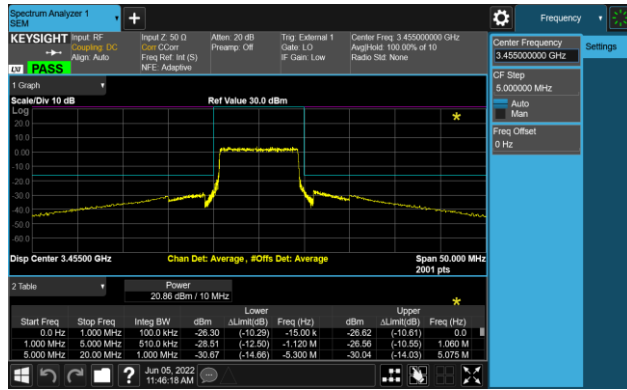 Spectrum Analyzer 1
SEM
Frequency
KEYSIGHT
Input: RF
Coupling: DC
Align: Auto
Input Z: 50 Ω
Corr CCorr
Freq Ref: Int (S)
NFE: Adaptive
Atten: 20 dB
Preamp: Off
Trig: External 1
Gate: LO
IF Gain: Low
Center Freq: 3.455000000 GHz
Avg|Hold: 100.00% of 10
Radio Std: None
LXI PASS
Center Frequency
3.455000000 GHz
Settings
CF Step
5.000000 MHz
Auto
Man
Freq Offset
0 Hz
1 Graph
Scale/Div 10 dB
Ref Value 30.0 dBm
Log
20.0
10.0
0.00
-10.0
-20.0
-30.0
-40.0
-50.0
-60.0
Disp Center 3.45500 GHz
Chan Det: Average , #Offs Det: Average
Span 50.000 MHz
2001 pts
2 Table
Power
20.86 dBm / 10 MHz
Lower Upper
Start Freq Stop Freq Integ BW dBm ΔLimit(dB) Freq (Hz) dBm ΔLimit(dB) Freq (Hz)
0.0 Hz 1.000 MHz 100.0 kHz -26.30 (-10.29) -15.00 k -26.62 (-10.61) 0.0
1.000 MHz 5.000 MHz 510.0 kHz -28.51 (-12.50) -1.120 M -26.56 (-10.55) 1.060 M
5.000 MHz 20.00 MHz 1.000 MHz -30.67 (-14.66) -5.300 M -30.04 (-14.03) 5.075 M
Jun 05, 2022
11:46:18 AM